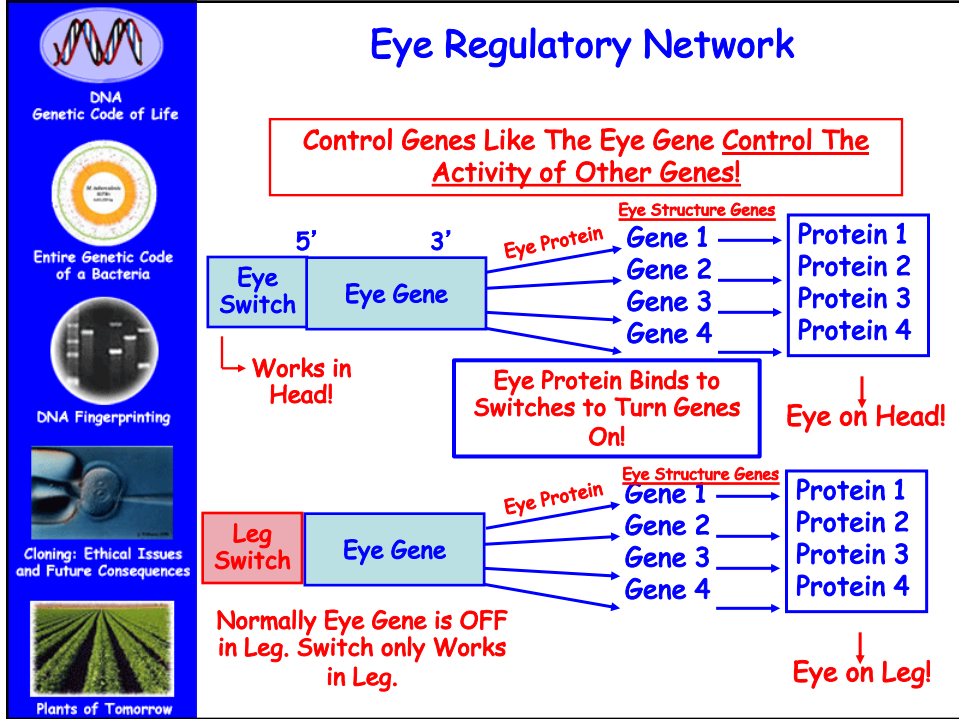 Eye Regulatory Network
DNA
Genetic Code of Life
Entire Genetic Code
of a Bacteria
DNA Fingerprinting
Cloning: Ethical Issues
and Future Consequences
Plants of Tomorrow
Control Genes Like The Eye Gene Control The
Activity of Other Genes!
5’ 3’
Eye
Switch
Eye Gene
Works in
Head!
Eye Protein
Eye Structure Genes
Gene 1
Gene 2
Gene 3
Gene 4
Protein 1
Protein 2
Protein 3
Protein 4
Eye Protein Binds to
Switches to Turn Genes
On!
Eye on Head!
Leg
Switch
Eye Gene
Eye Protein
Eye Structure Genes
Gene 1
Gene 2
Gene 3
Gene 4
Protein 1
Protein 2
Protein 3
Protein 4
Normally Eye Gene is OFF
in Leg. Switch only Works
in Leg.
Eye on Leg!